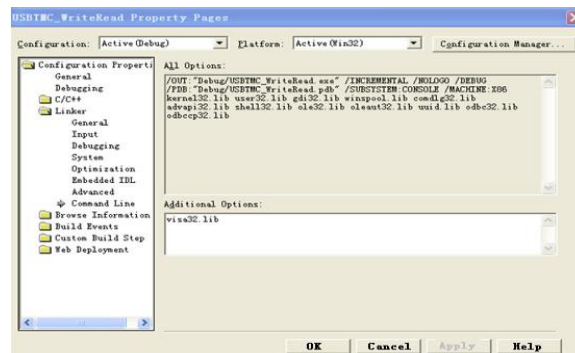 USBTMC_WriteRead Property Pages
Configuration: Active(Debug) Platform: Active(Win32) Configuration Manager...
Configuration Properti
General
Debugging
C/C++
Linker
General
Input
Debugging
System
Optimization
Embedded IDL
Advanced
Command Line
Browse Information
Build Events
Custom Build Step
Web Deployment
All Options:
/OUT:"Debug/USBTMC_WriteRead.exe" /INCREMENTAL /NOLOGO /DEBUG
/PDB:"Debug/USBTMC_WriteRead.pdb" /SUBSYSTEM:CONSOLE /MACHINE:X86
kernel32.lib user32.lib gdi32.lib winspool.lib comdlg32.lib
advapi32.lib shell32.lib ole32.lib oleaut32.lib uuid.lib odbc32.lib
odbccp32.lib
Additional Options:
visa32.lib
OK Cancel Apply Help